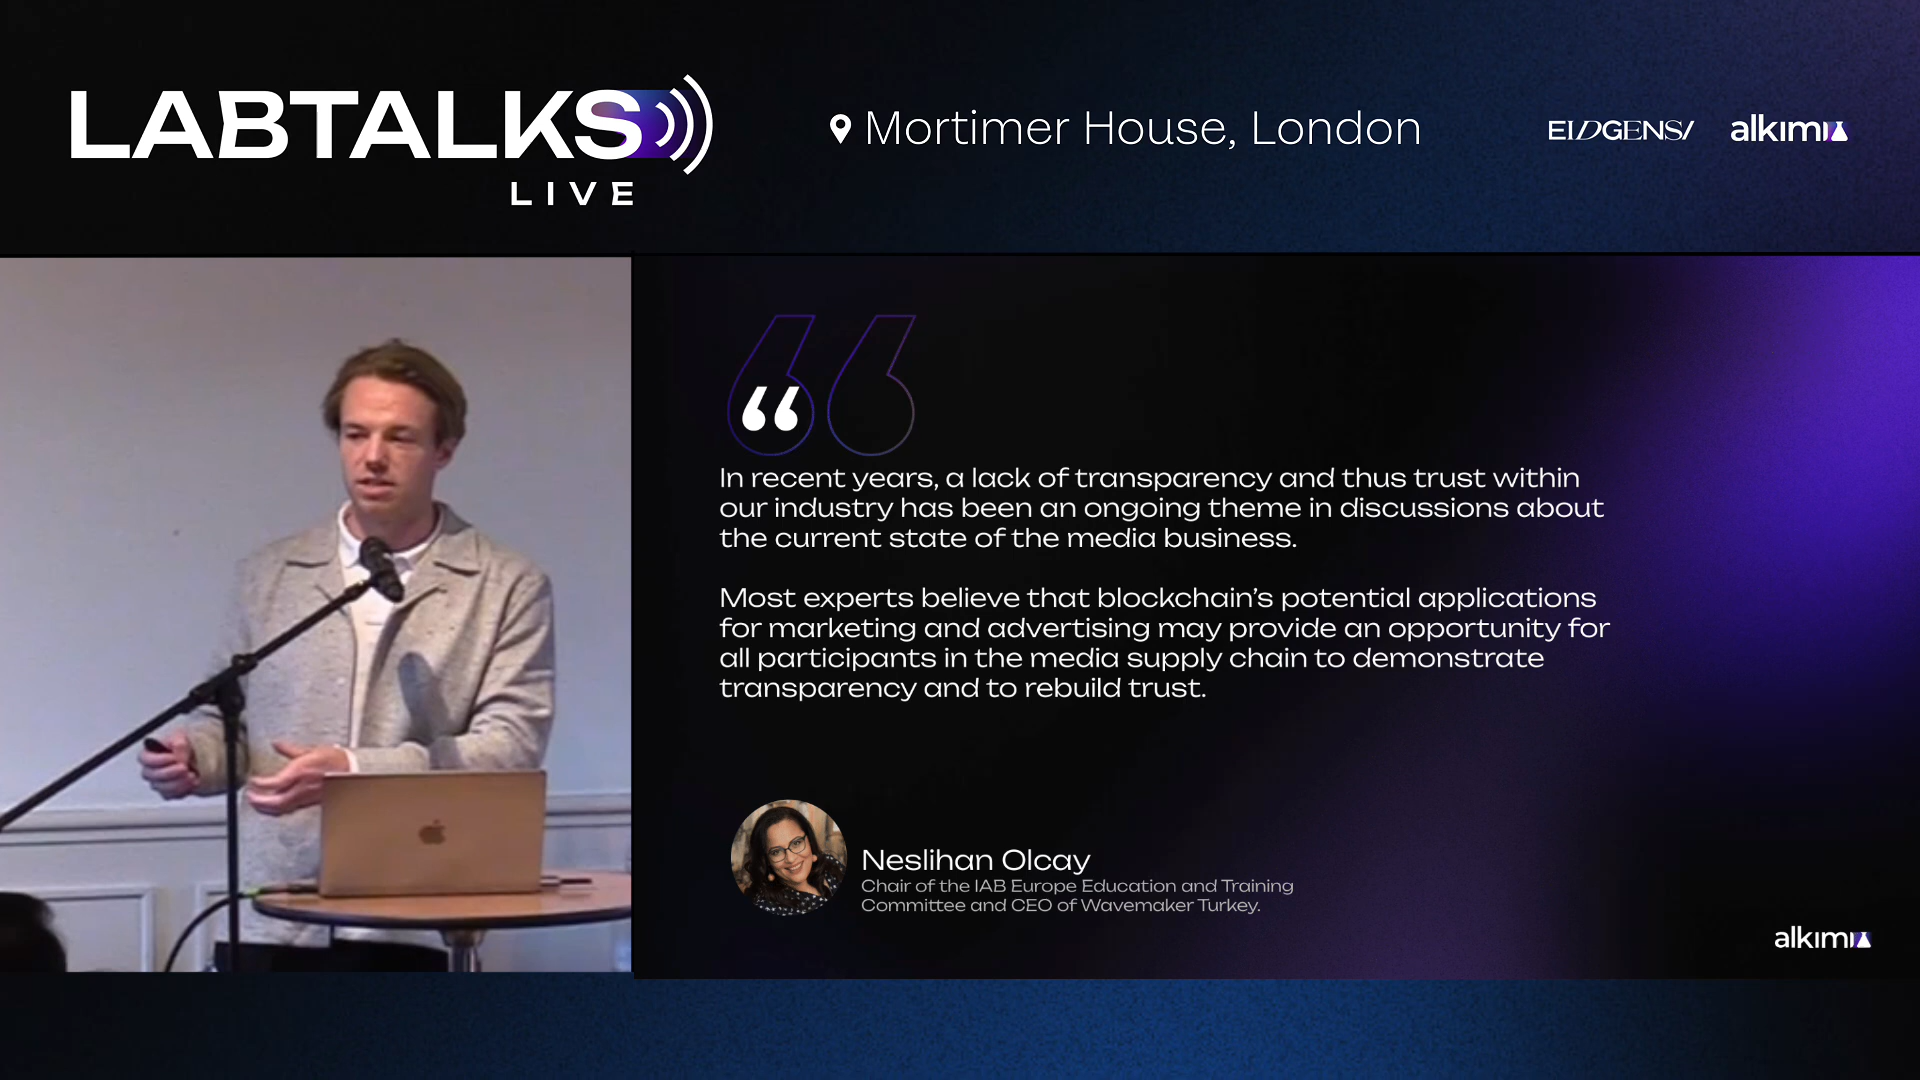 LABTALKS
LIVE
Mortimer House, London
EIDGENSI
alkimi
“
In recent years, a lack of transparency and thus trust within
our industry has been an ongoing theme in discussions about
the current state of the media business.
Most experts believe that blockchain’s potential applications
for marketing and advertising may provide an opportunity for
all participants in the media supply chain to demonstrate
transparency and to rebuild trust.
Neslihan Olcay
Chair of the IAB Europe Education and Training
Committee and CEO of Wavemaker Turkey.
alkimi